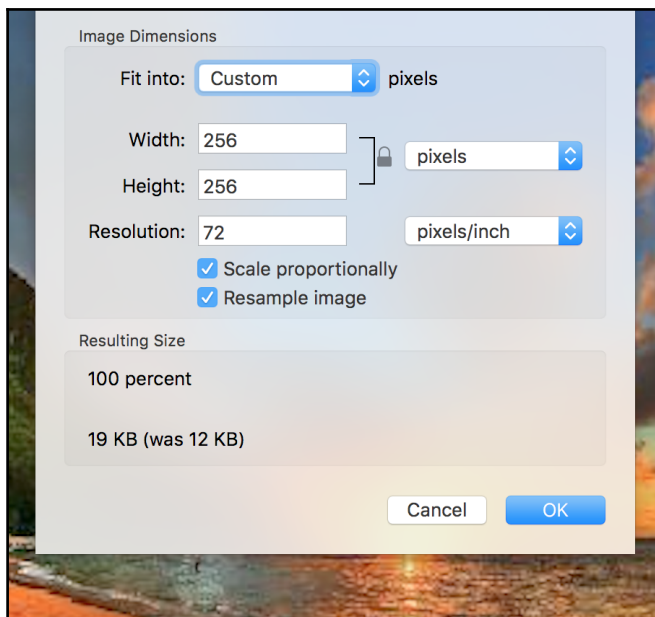 Image Dimensions
Fit into: Custom pixels
Width: 256
pixels
Height: 256
Resolution: 72 pixels/inch
Scale proportionally
Resample image
Resulting Size
100 percent
19 KB (was 12 KB)
Cancel OK